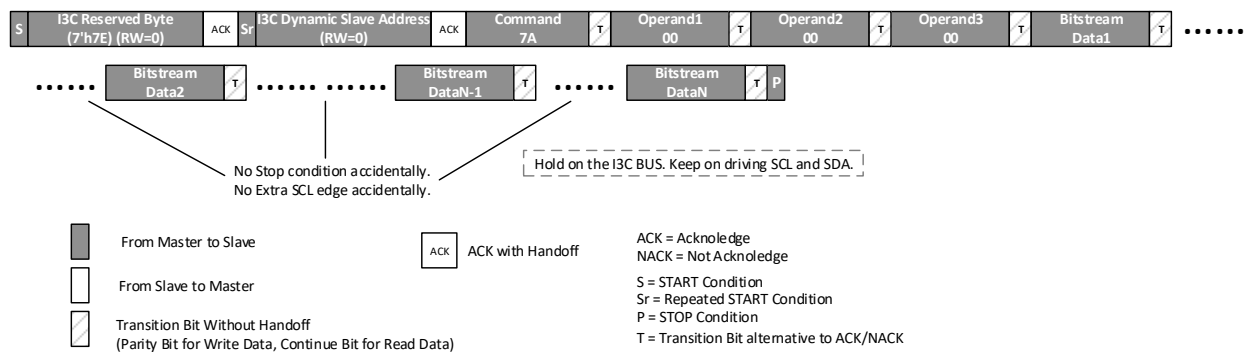 S I3C Reserved Byte (7'h7E) (RW=0) ACK Sr I3C Dynamic Slave Address (RW=0) ACK Command 7A T Operand1 00 T Operand2 00 T Operand3 00 T Bitstream Data1 T ......
...... Bitstream Data2 T ...... ...... Bitstream DataN-1 T ...... Bitstream DataN T P
No Stop condition accidentally.
No Extra SCL edge accidentally.
Hold on the I3C BUS. Keep on driving SCL and SDA.
From Master to Slave
From Slave to Master
Transition Bit Without Handoff
(Parity Bit for Write Data, Continue Bit for Read Data)
ACK ACK with Handoff
ACK = Acknoledge
NACK = Not Acknoledge
S = START Condition
Sr = Repeated START Condition
P = STOP Condition
T = Transition Bit alternative to ACK/NACK